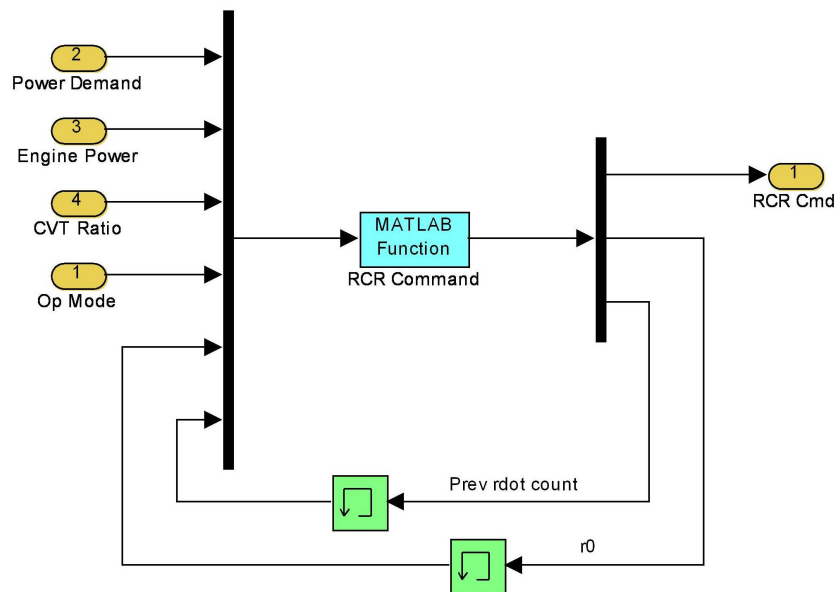 2
Power Demand
3
Engine Power
4
CVT Ratio
1
Op Mode
MATLAB
Function
RCR Command
1
RCR Cmd
Prev rdot count
r0